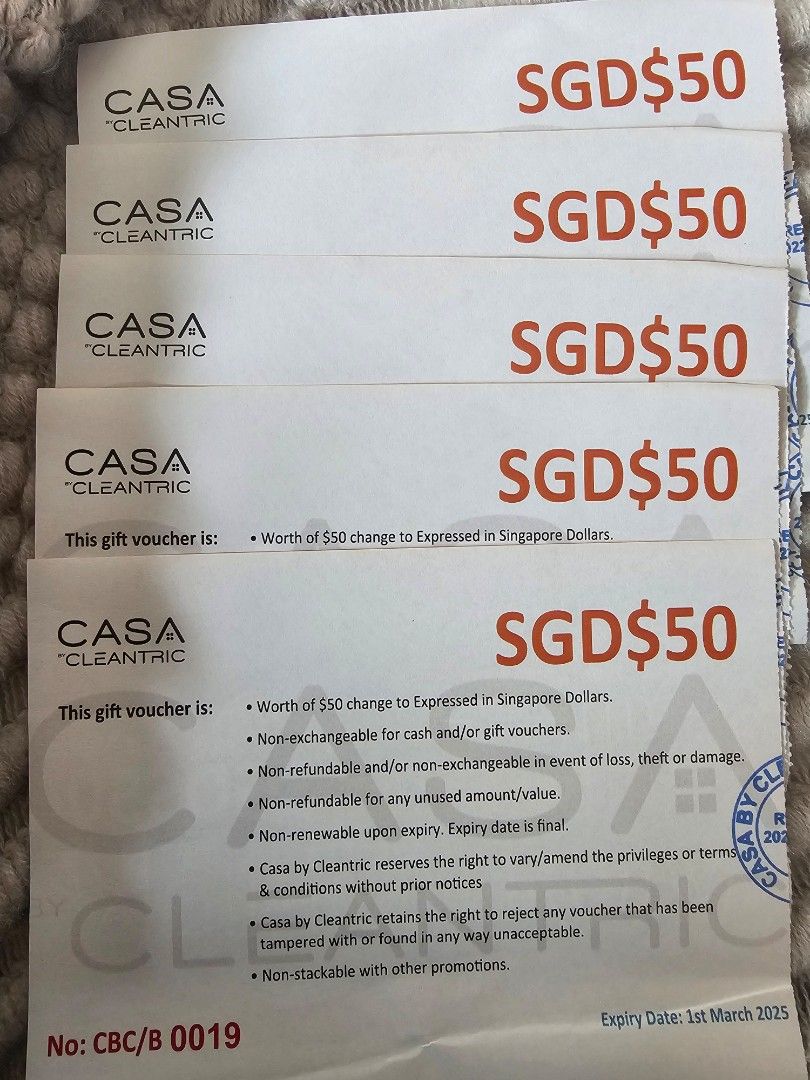 CASA
BY CLEANTRIC
SGD$50
CASA
BY CLEANTRIC
SGD$50
CASA
BY CLEANTRIC
SGD$50
CASA
BY CLEANTRIC
SGD$50
This gift voucher is:
• Worth of $50 change to Expressed in Singapore Dollars.
CASA
BY CLEANTRIC
SGD$50
This gift voucher is:
• Worth of $50 change to Expressed in Singapore Dollars.
• Non-exchangeable for cash and/or gift vouchers.
• Non-refundable and/or non-exchangeable in event of loss, theft or damage.
• Non-refundable for any unused amount/value.
• Non-renewable upon expiry. Expiry date is final.
• Casa by Cleantric reserves the right to vary/amend the privileges or terms
& conditions without prior notices
• Casa by Cleantric retains the right to reject any voucher that has been
tampered with or found in any way unacceptable.
• Non-stackable with other promotions.
CASA
BY CLEANTRIC
CASA BY CLE
No: CBC/B 0019
Expiry Date: 1st March 2025